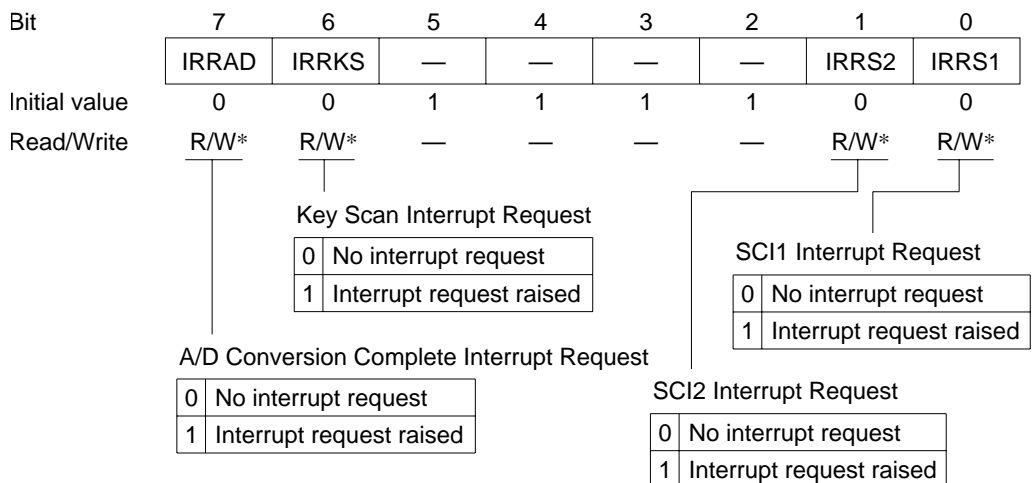 Bit 7 6 5 4 3 2 1 0
IRRAD IRRKS — — — — IRRS2 IRRS1
Initial value 0 0 1 1 1 1 0 0
Read/Write R/W* R/W* — — — — R/W* R/W*
Key Scan Interrupt Request
0 No interrupt request
1 Interrupt request raised
SCI1 Interrupt Request
0 No interrupt request
1 Interrupt request raised
A/D Conversion Complete Interrupt Request
0 No interrupt request
1 Interrupt request raised
SCI2 Interrupt Request
0 No interrupt request
1 Interrupt request raised